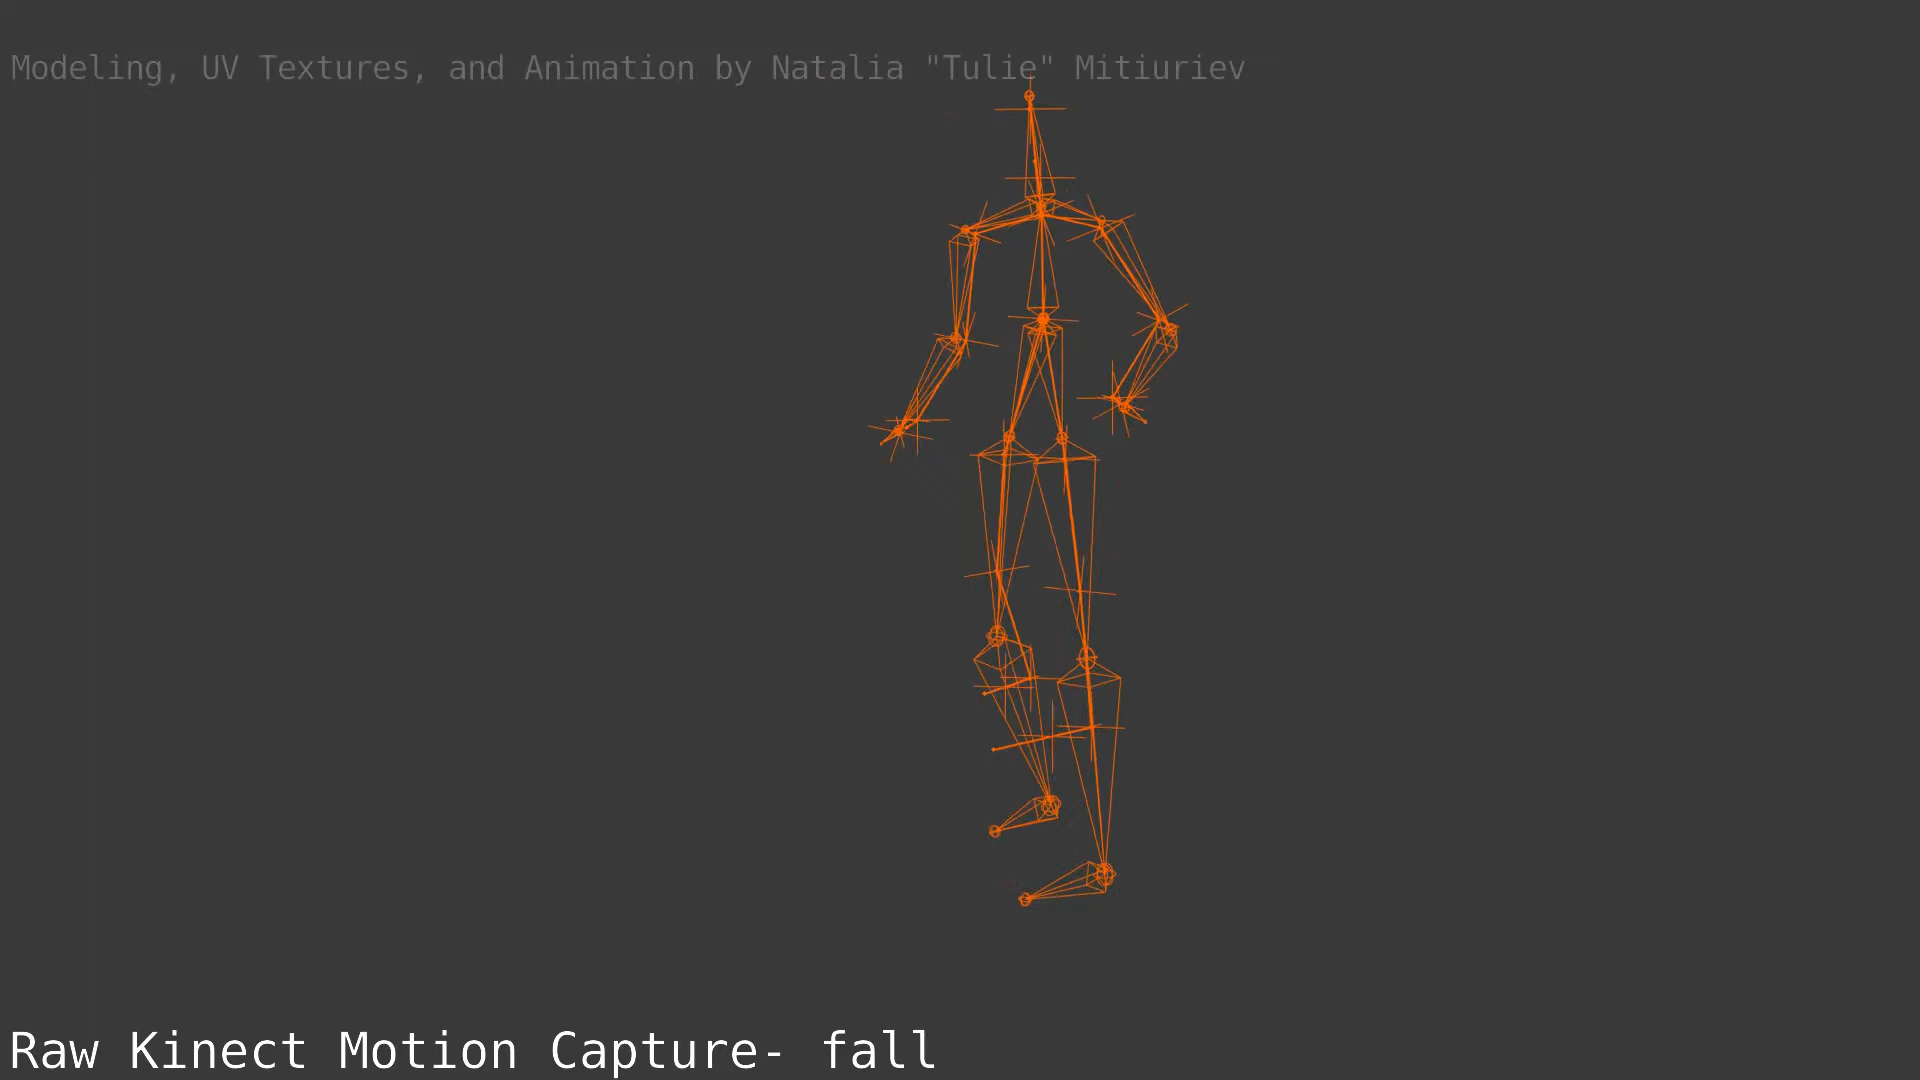 Modeling, UV Textures, and Animation by Natalia "Tulie" Mitiuriev
Raw Kinect Motion Capture- fall